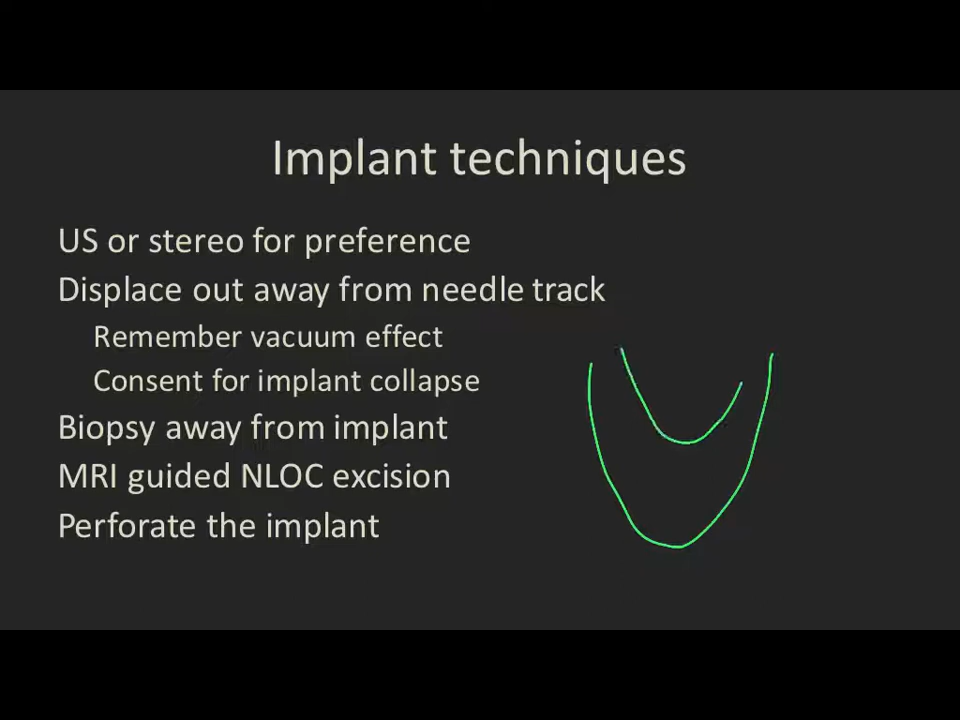 Implant techniques
US or stereo for preference
Displace out away from needle track
Remember vacuum effect
Consent for implant collapse
Biopsy away from implant
MRI guided NLOC excision
Perforate the implant